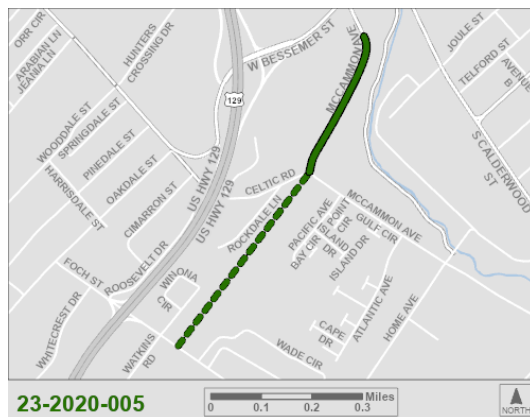 ORR CIR
ARABIAN LN
JEANIA LN
HUNTERS
CROSSING DR
W BESSEMER ST
MCCAMMON AVE
JOULE ST
TELFORD ST
AVENUE
B
129
WOODDALE ST
SPRINGDALE ST
PINEDALE ST
OAKDALE ST
HARRISDALE ST
CIMARRON ST
US HWY 129
US HWY 129
CELTIC RD
S CALDERWOOD
ST
ROCKDALE LN
MCCAMMON AVE
PACIFIC AVE
BAY CIR
POINT
CIR
ISLAND
DR
GULF CIR
ISLAND DR
FOCH ST
ROOSEVELT DR
WINONA
CIR
WHITECREST DR
WATKINS
RD
WADE CIR
CAPE
DR
ATLANTIC AVE
HOME AVE
23-2020-005
Miles
0 0.1 0.2 0.3
NORTH